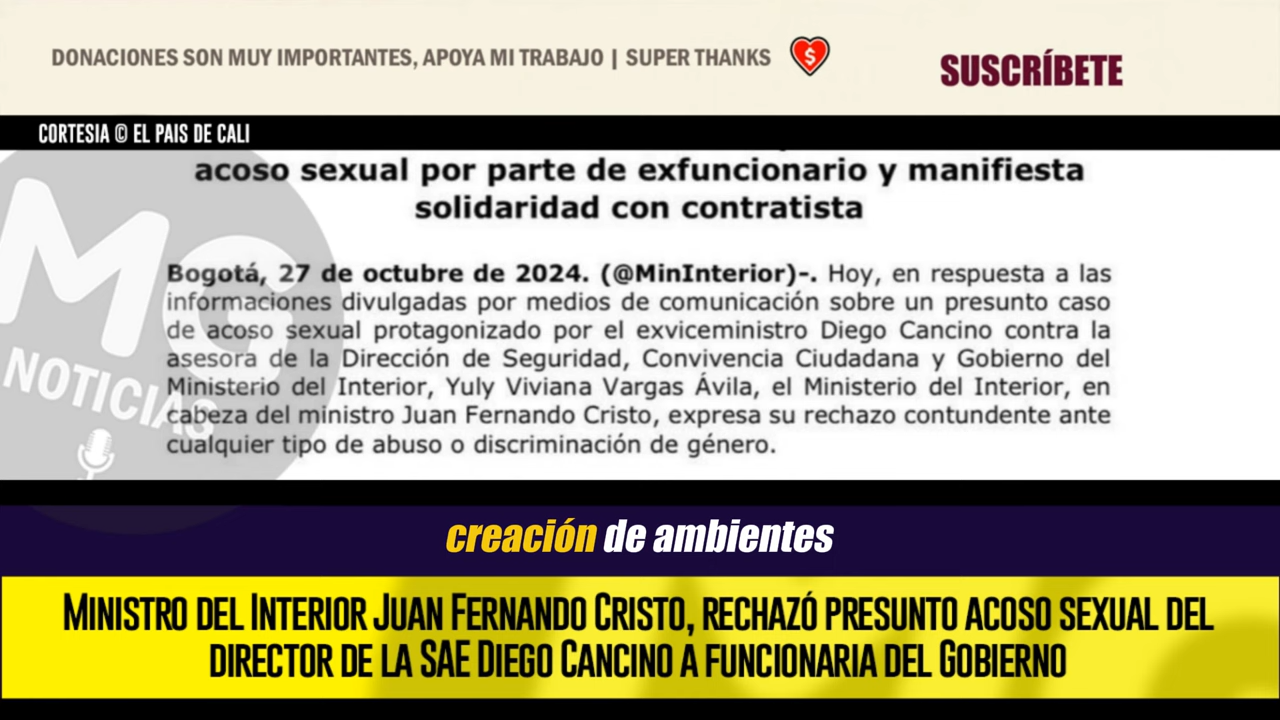 DONACIONES SON MUY IMPORTANTES, APOYA MI TRABAJO | SUPER THANKS
SUSCRÍBETE
CORTESIA © EL PAIS DE CALI
acoso sexual por parte de exfuncionario y manifiesta
solidaridad con contratista
Bogotá, 27 de octubre de 2024. (@MinInterior)-. Hoy, en respuesta a las
informaciones divulgadas por medios de comunicación sobre un presunto caso
de acoso sexual protagonizado por el exviceministro Diego Cancino contra la
asesora de la Dirección de Seguridad, Convivencia Ciudadana y Gobierno del
Ministerio del Interior, Yuly Viviana Vargas Ávila, el Ministerio del Interior, en
cabeza del ministro Juan Fernando Cristo, expresa su rechazo contundente ante
cualquier tipo de abuso o discriminación de género.
MG
NOTICIAS
creación de ambientes
MINISTRO DEL INTERIOR JUAN FERNANDO CRISTO, RECHAZÓ PRESUNTO ACOSO SEXUAL DEL
DIRECTOR DE LA SAE DIEGO CANCINO A FUNCIONARIA DEL GOBIERNO